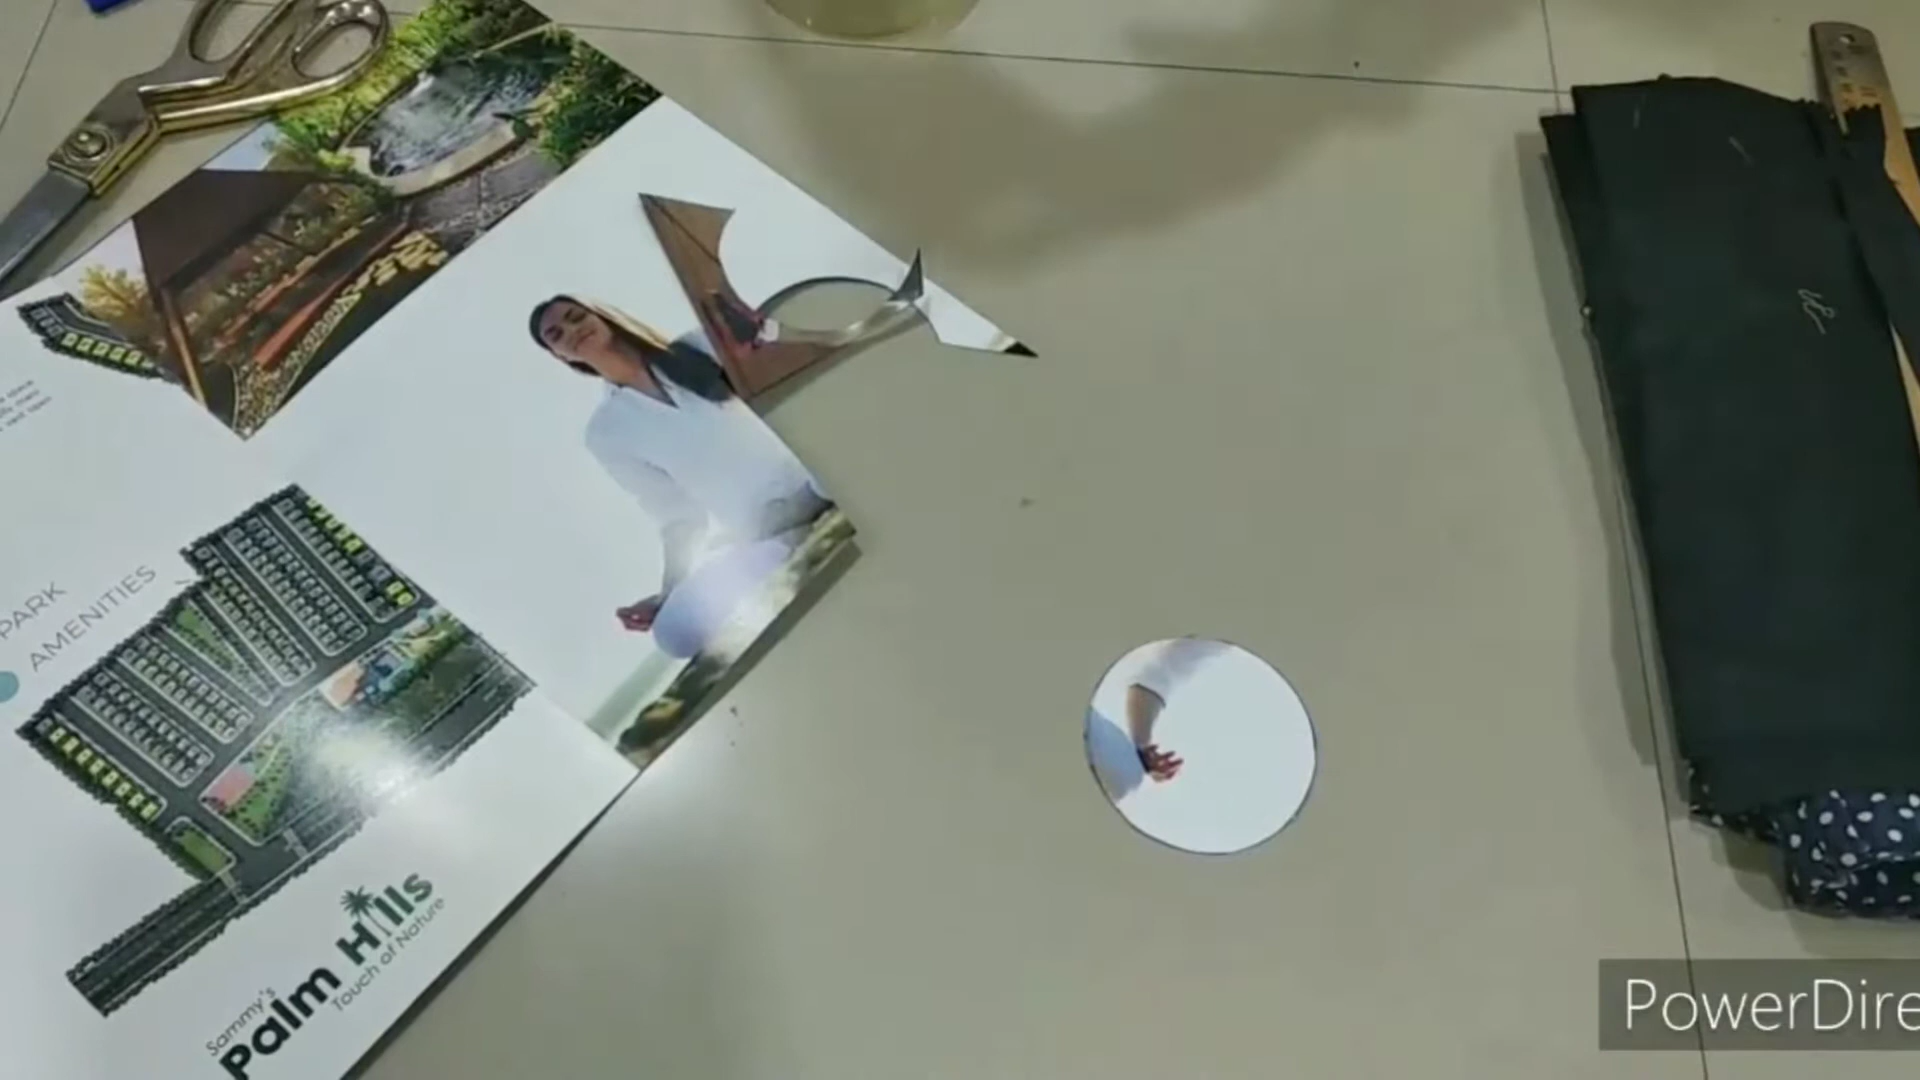 PARK
AMENITIES
Sammy's
Palm Hills
Touch of Nature
PowerDire